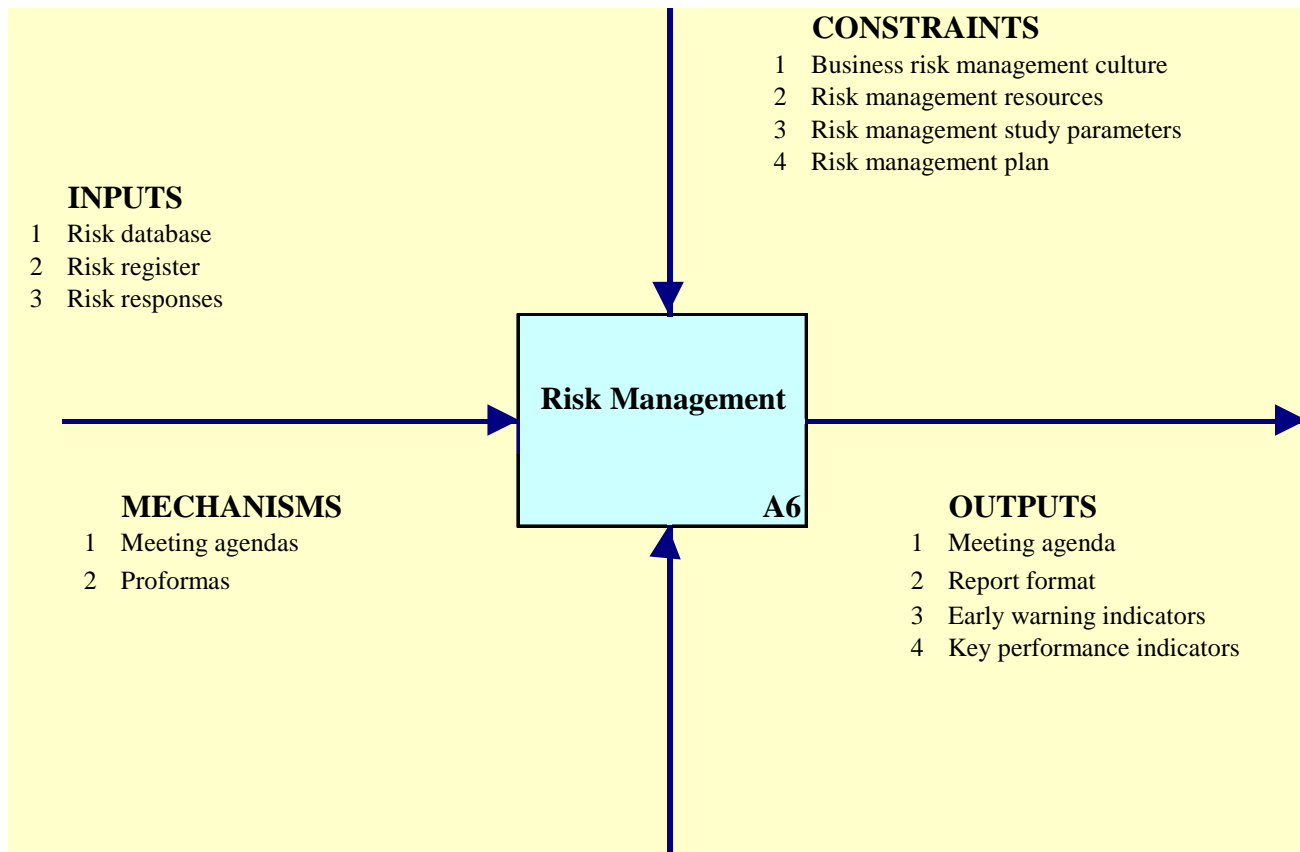 CONSTRAINTS
1 Business risk management culture
2 Risk management resources
3 Risk management study parameters
4 Risk management plan
INPUTS
1 Risk database
2 Risk register
3 Risk responses
Risk Management
A6
MECHANISMS
1 Meeting agendas
2 Proformas
OUTPUTS
1 Meeting agenda
2 Report format
3 Early warning indicators
4 Key performance indicators